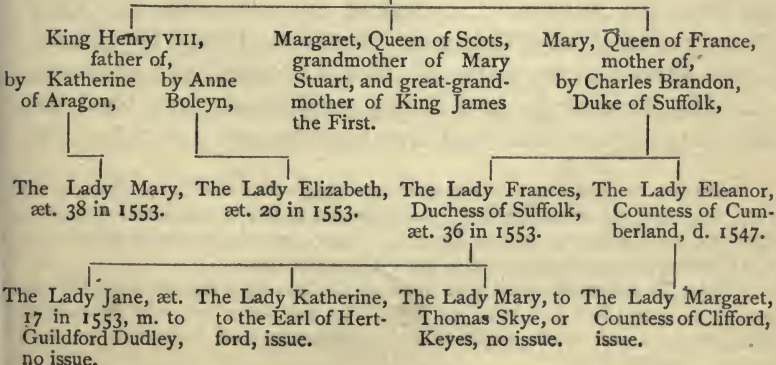 King Henry VIII,
father of,
by Katherine by Anne
of Aragon, Boleyn,
Margaret, Queen of Scots,
grandmother of Mary
Stuart, and great-grand-
mother of King James
the First.
Mary, Queen of France,
mother of,
by Charles Brandon,
Duke of Suffolk,
The Lady Mary,
æt. 38 in 1553.
The Lady Elizabeth,
æt. 20 in 1553.
The Lady Frances,
Duchess of Suffolk,
æt. 36 in 1553.
The Lady Eleanor,
Countess of Cum-
berland, d. 1547.
The Lady Jane, æt.
17 in 1553, m. to
Guildford Dudley,
no issue.
The Lady Katherine,
to the Earl of Hert-
ford, issue.
The Lady Mary, to
Thomas Skye, or
Keyes, no issue.
The Lady Margaret,
Countess of Clifford,
issue.